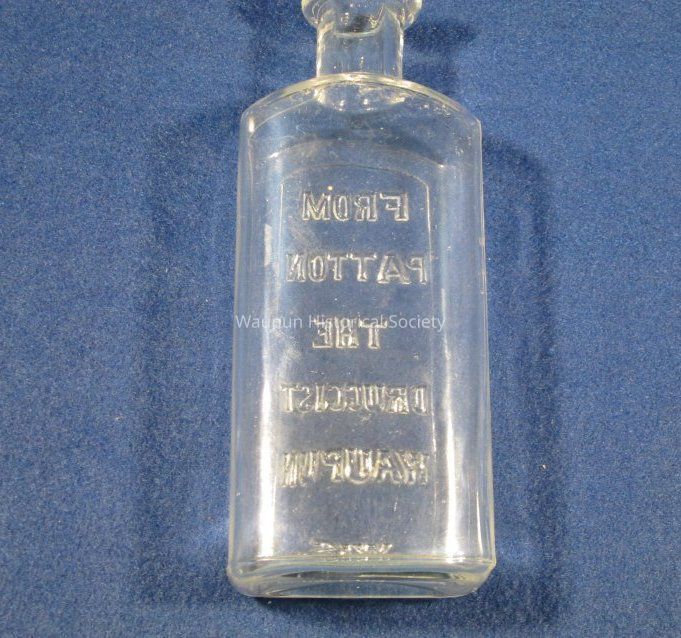 FROM
PATTON
THE
DRUGGIST
WAUPUN
Waupun Historical Society